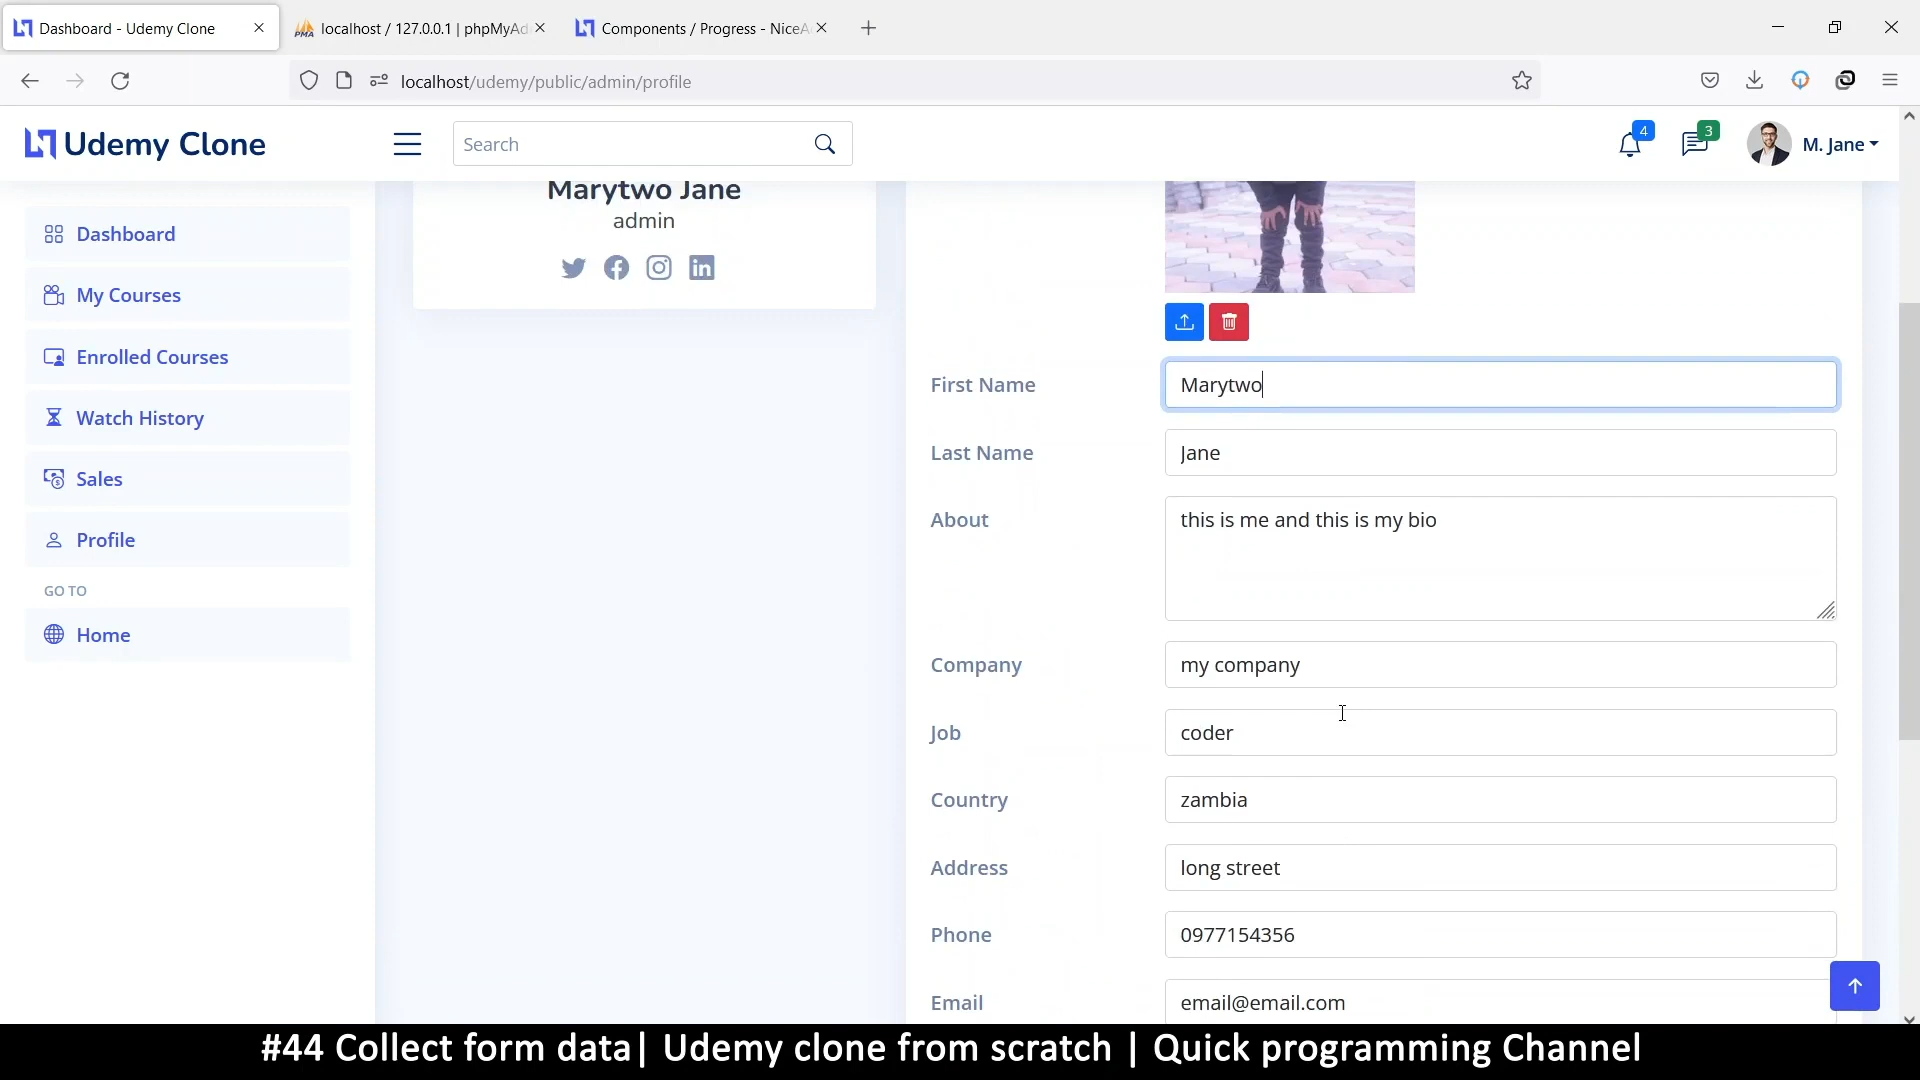 Dashboard - Udemy Clone
localhost / 127.0.0.1 | phpMyAd
Components / Progress - NiceA
localhost/udemy/public/admin/profile
Udemy Clone
Search
4
3
M. Jane
Marytwo Jane
admin
Dashboard
My Courses
Enrolled Courses
Watch History
Sales
Profile
GO TO
Home
First Name
Marytwo
Last Name
Jane
About
this is me and this is my bio
Company
my company
Job
coder
Country
zambia
Address
long street
Phone
0977154356
Email
email@email.com
#44 Collect form data| Udemy clone from scratch | Quick programming Channel